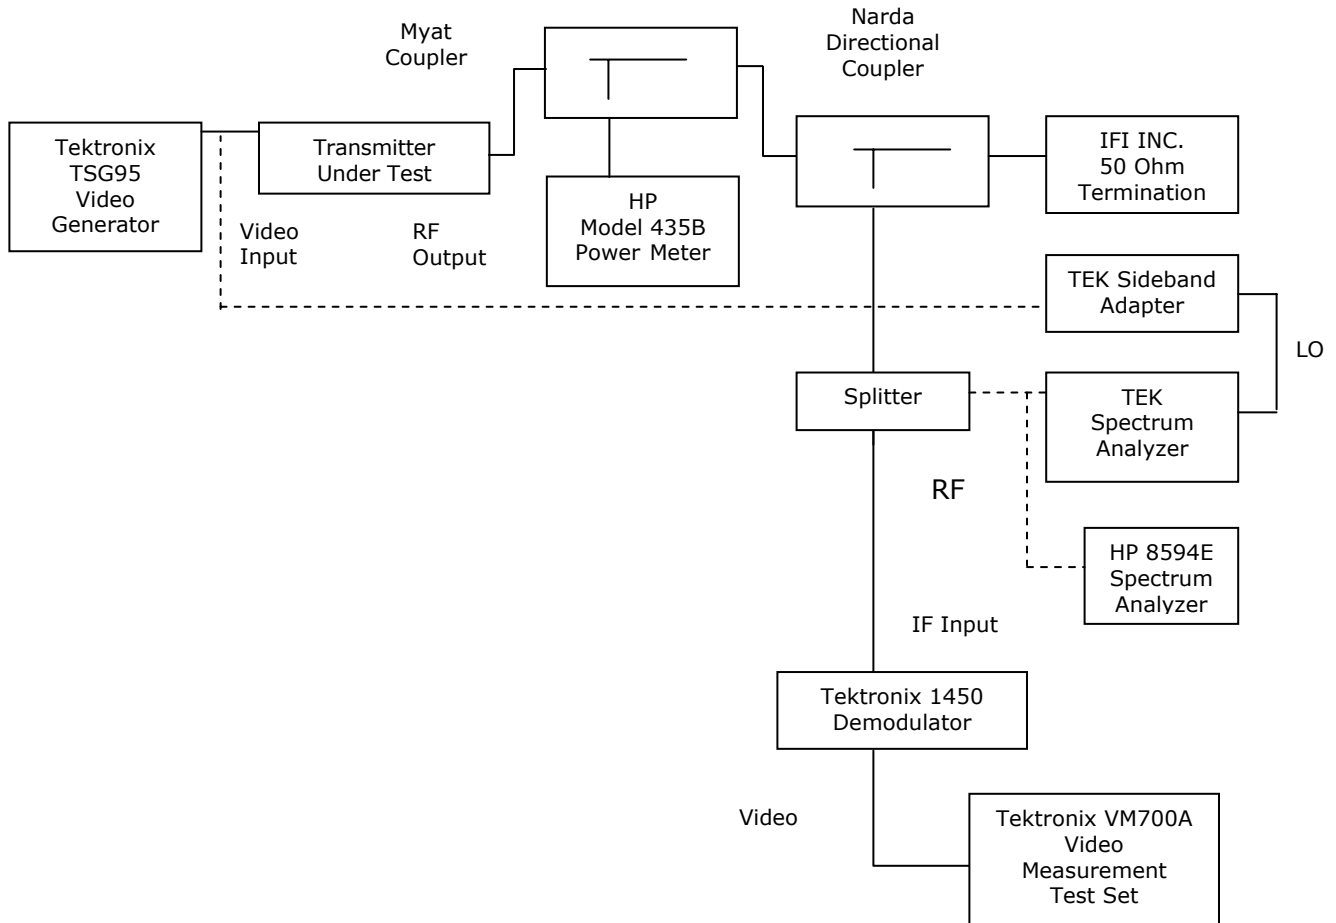 Myat
Coupler
Narda
Directional
Coupler
Tektronix
TSG95
Video
Generator
Transmitter
Under Test
HP
Model 435B
Power Meter
IFI INC.
50 Ohm
Termination
Video
Input
RF
Output
TEK Sideband
Adapter
LO
Splitter
TEK
Spectrum
Analyzer
RF
HP 8594E
Spectrum
Analyzer
IF Input
Tektronix 1450
Demodulator
Video
Tektronix VM700A
Video
Measurement
Test Set